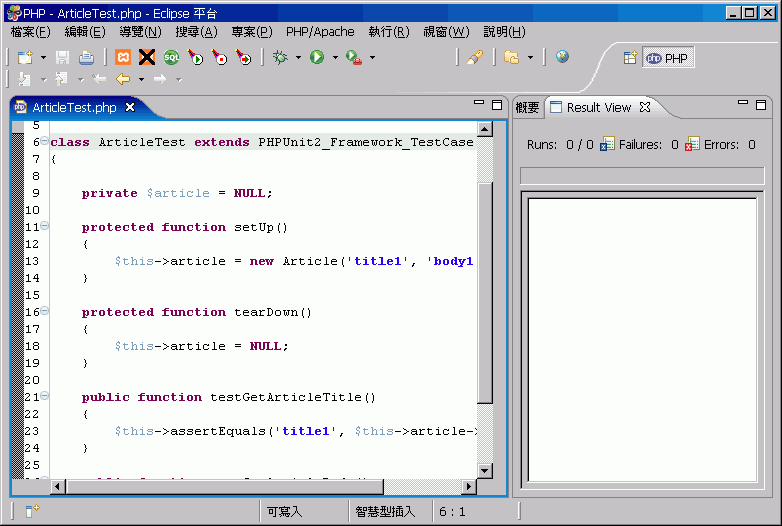 PHP - ArticleTest.php - Eclipse 平台
檔案(F) 編輯(E) 導覽(N) 搜尋(A) 專案(P) PHP/Apache 執行(R) 視窗(W) 說明(H)
SQL
PHP
ArticleTest.php
概要 Result View
Runs: 0 / 0 Failures: 0 Errors: 0
5
6 class ArticleTest extends PHPUnit2_Framework_TestCase
7 {
8
9 private $article = NULL;
10
11 protected function setUp()
12 {
13 $this->article = new Article('title1', 'body1
14 }
15
16 protected function tearDown()
17 {
18 $this->article = NULL;
19 }
20
21 public function testGetArticleTitle()
22 {
23 $this->assertEquals('title1', $this->article->
24 }
25
可寫入 智慧型插入 6 : 1